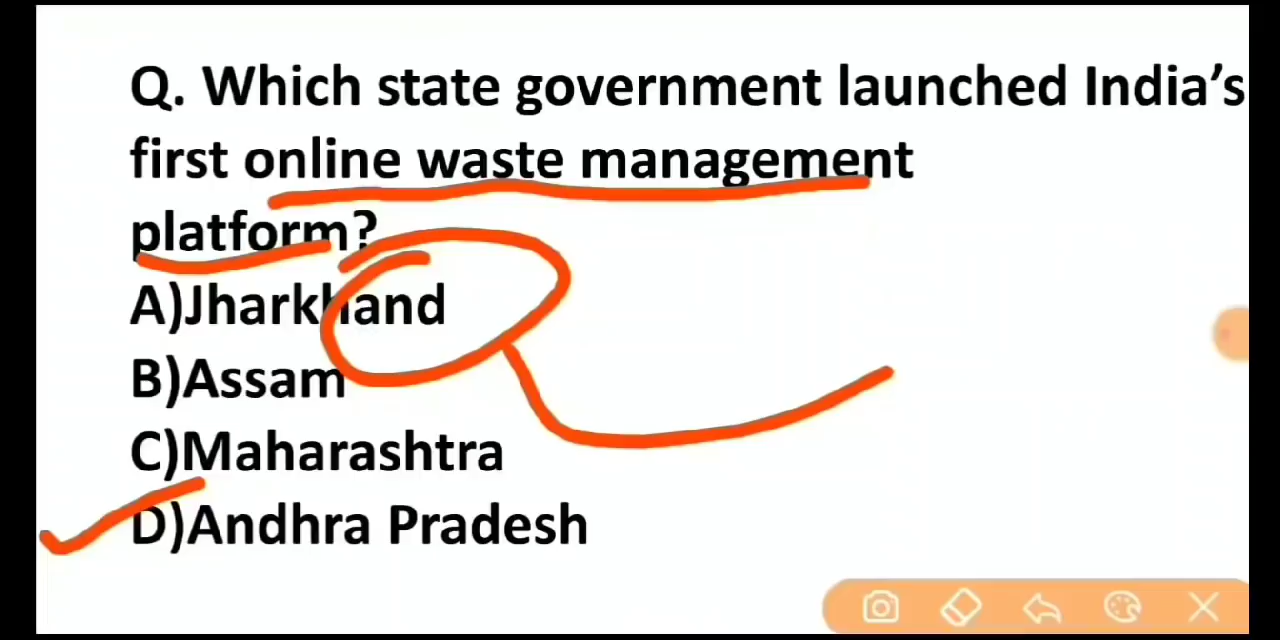 Q. Which state government launched India’s
first online waste management
platform?
A)Jharkhand
B)Assam
C)Maharashtra
D)Andhra Pradesh